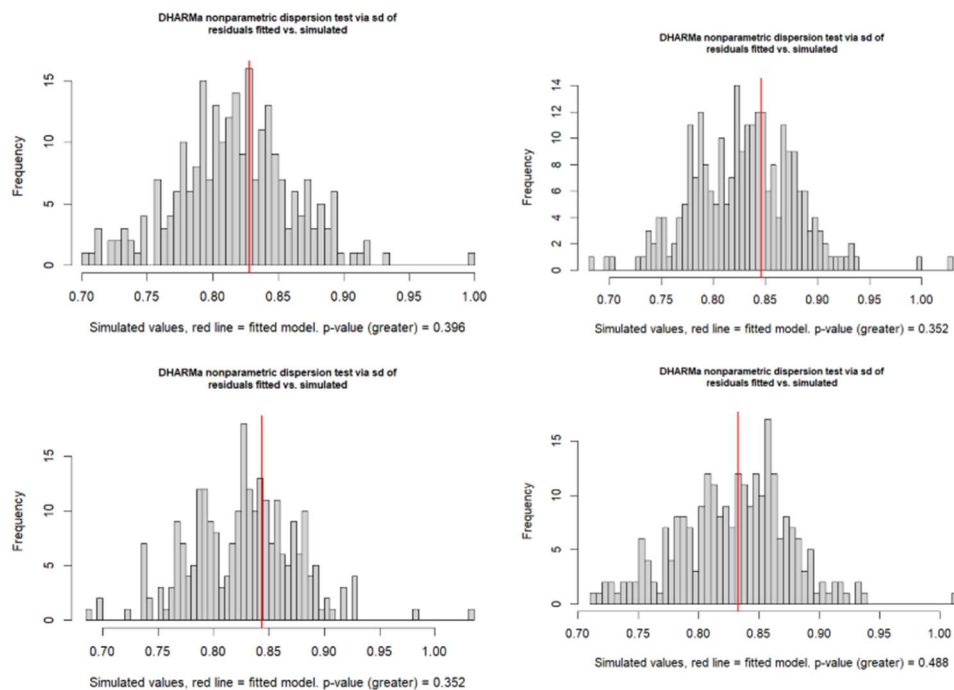 DHARMa nonparametric dispersion test via sd of
residuals fitted vs. simulated
Frequency
15
10
5
0
0.70 0.75 0.80 0.85 0.90 0.95 1.00
Simulated values, red line = fitted model. p-value (greater) = 0.396
DHARMa nonparametric dispersion test via sd of
residuals fitted vs. simulated
Frequency
14
12
10
8
6
4
2
0
0.70 0.75 0.80 0.85 0.90 0.95 1.00
Simulated values, red line = fitted model. p-value (greater) = 0.352
DHARMa nonparametric dispersion test via sd of
residuals fitted vs. simulated
Frequency
15
10
5
0
0.70 0.75 0.80 0.85 0.90 0.95 1.00
Simulated values, red line = fitted model. p-value (greater) = 0.352
DHARMa nonparametric dispersion test via sd of
residuals fitted vs. simulated
Frequency
15
10
5
0
0.70 0.75 0.80 0.85 0.90 0.95 1.00
Simulated values, red line = fitted model. p-value (greater) = 0.488